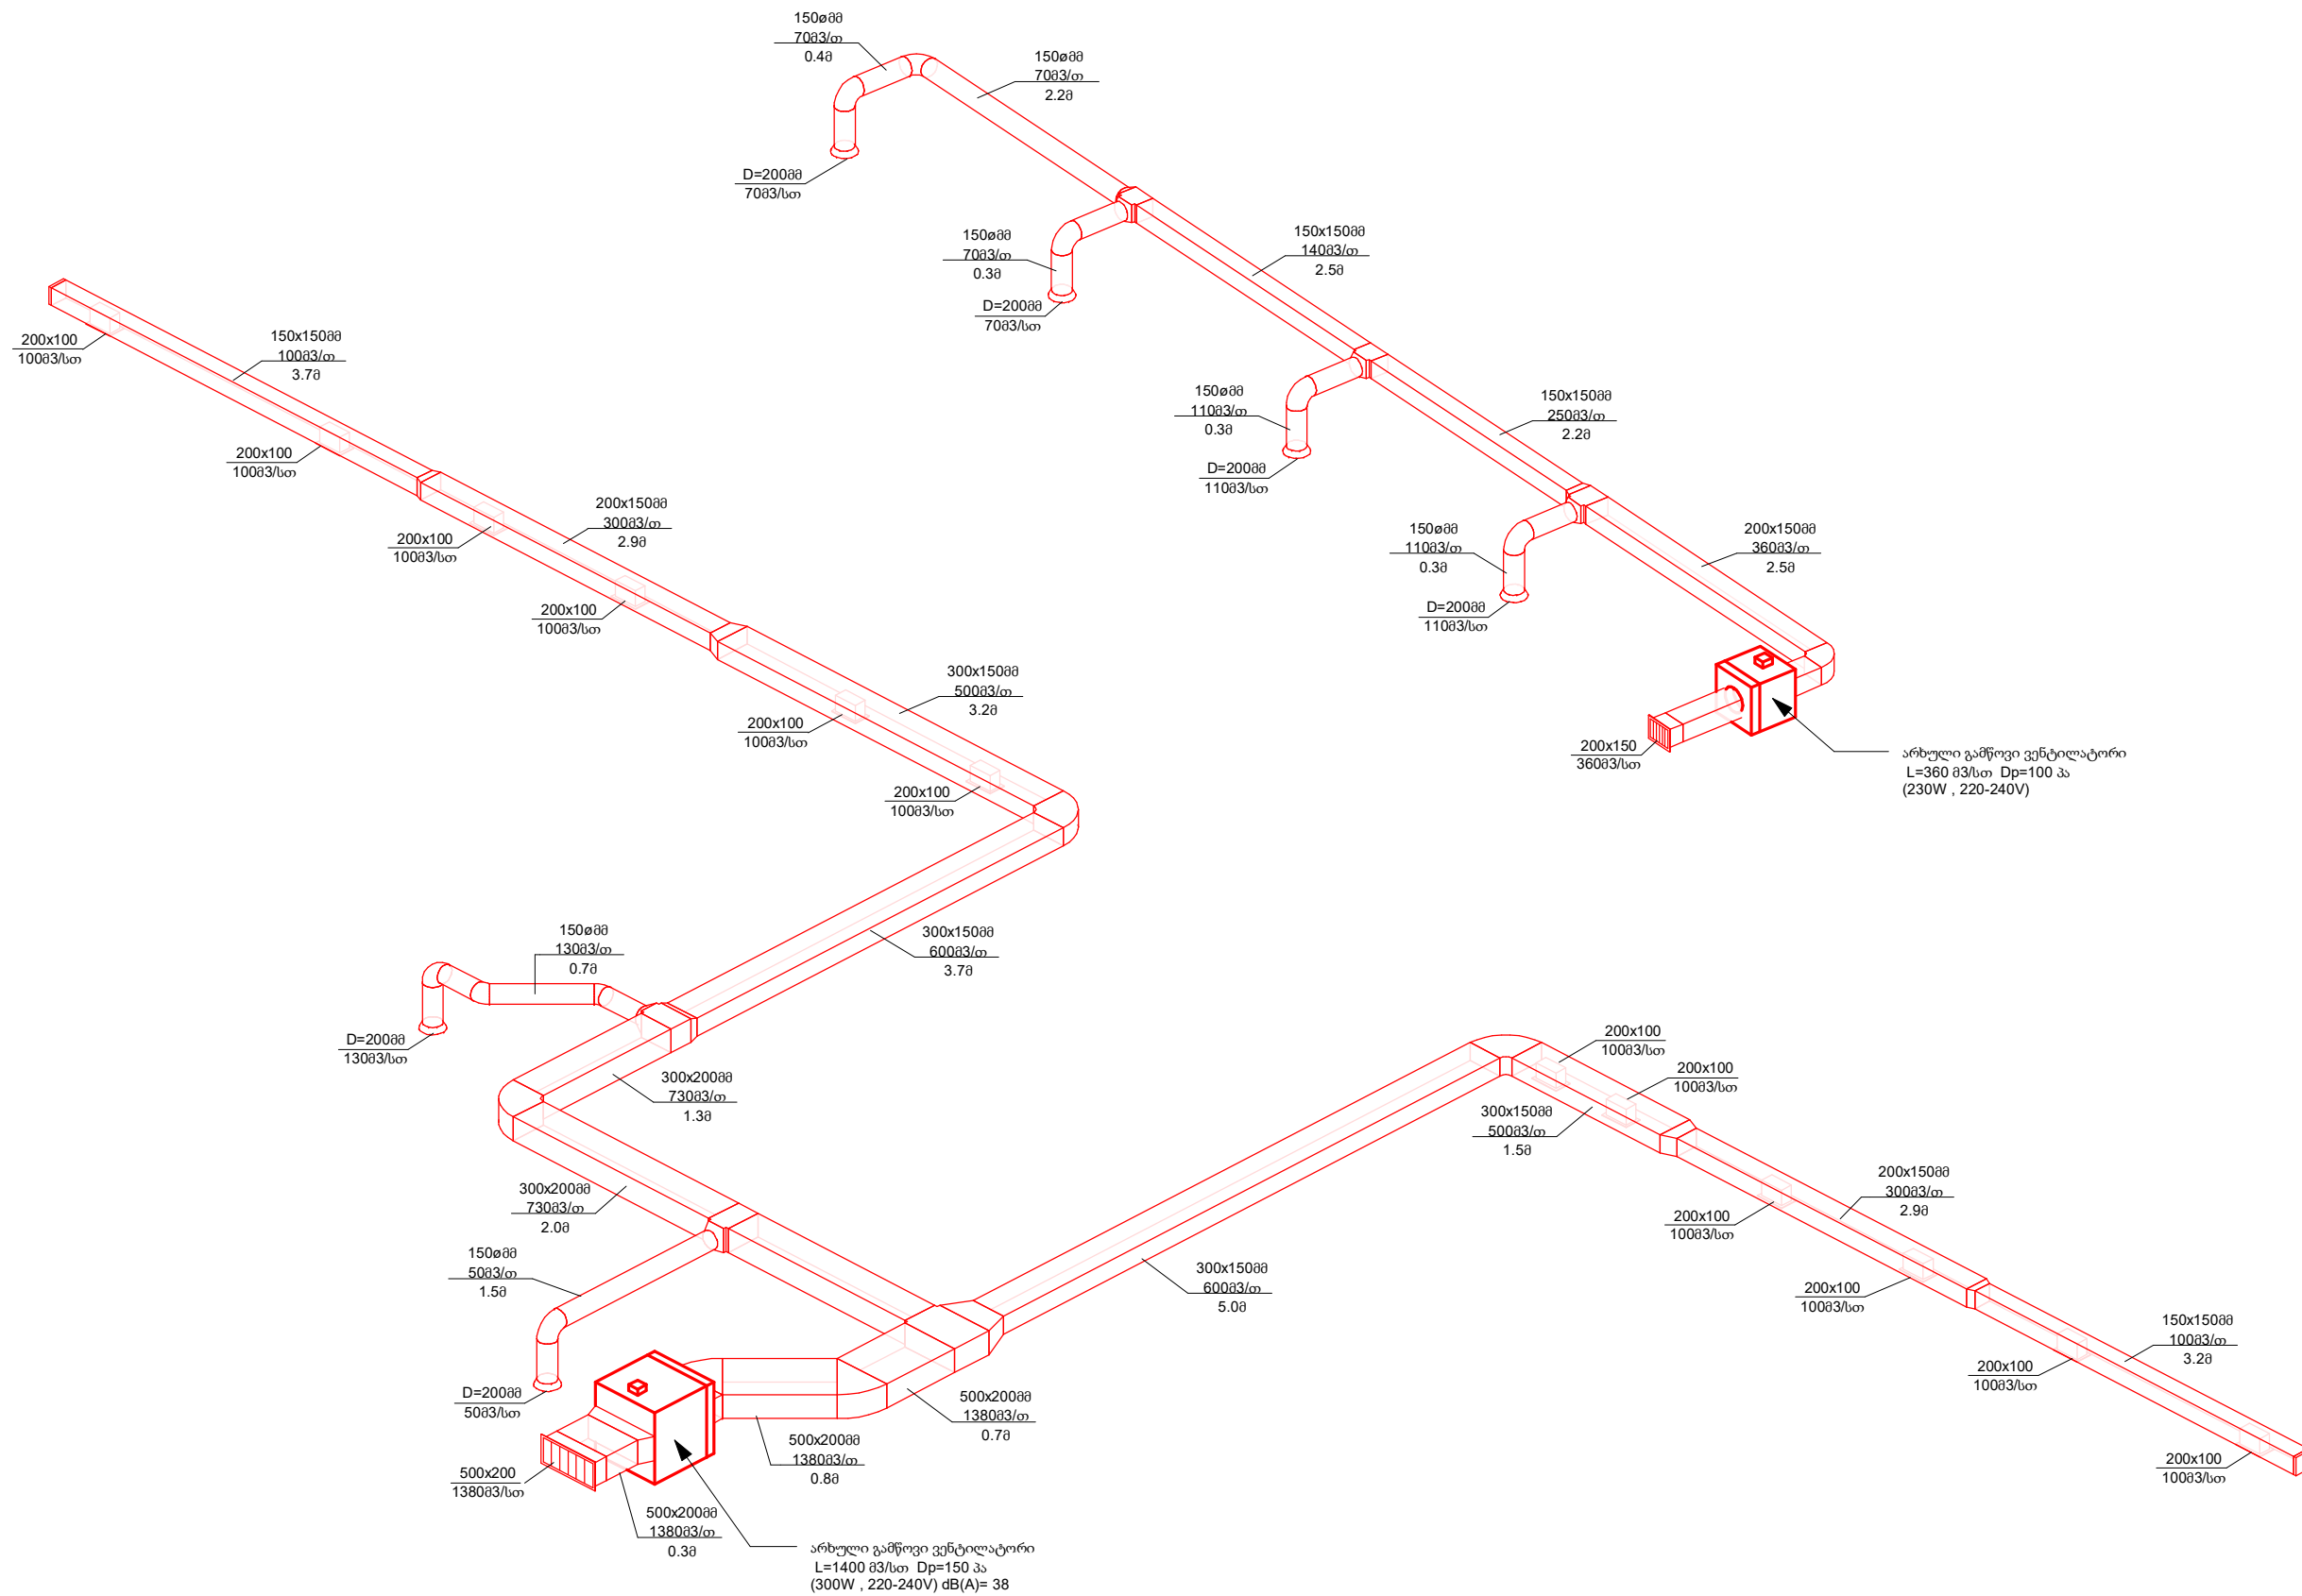 150øმმ
70მ3/თ
0.4მ
150øმმ
70მ3/თ
2.2მ
D=200მმ
70მ3/სთ
150øმმ
70მ3/თ
0.3მ
150x150მმ
140მ3/თ
2.5მ
D=200მმ
70მ3/სთ
200x100
100მ3/სთ
150x150მმ
100მ3/თ
3.7მ
150øმმ
110მ3/თ
0.3მ
150x150მმ
250მ3/თ
2.2მ
200x100
100მ3/სთ
D=200მმ
110მ3/სთ
200x150მმ
300მ3/თ
2.9მ
200x100
100მ3/სთ
150øმმ
110მ3/თ
0.3მ
200x150მმ
360მ3/თ
2.5მ
200x100
100მ3/სთ
D=200მმ
110მ3/სთ
300x150მმ
500მ3/თ
3.2მ
200x100
100მ3/სთ
200x150
360მ3/სთ
არხული გამწოვი ვენტილატორი
L=360 მ3/სთ Dp=100 პა
(230W , 220-240V)
200x100
100მ3/სთ
150øმმ
130მ3/თ
0.7მ
300x150მმ
600მ3/თ
3.7მ
D=200მმ
130მ3/სთ
200x100
100მ3/სთ
200x100
100მ3/სთ
300x200მმ
730მ3/თ
1.3მ
300x150მმ
500მ3/თ
1.5მ
300x200მმ
730მ3/თ
2.0მ
200x150მმ
300მ3/თ
2.9მ
200x100
100მ3/სთ
150øმმ
50მ3/თ
1.5მ
300x150მმ
600მ3/თ
5.0მ
200x100
100მ3/სთ
150x150მმ
100მ3/თ
3.2მ
200x100
100მ3/სთ
D=200მმ
50მ3/სთ
500x200მმ
1380მ3/თ
0.7მ
500x200მმ
1380მ3/თ
0.8მ
200x100
100მ3/სთ
500x200
1380მ3/სთ
500x200მმ
1380მ3/თ
0.3მ
არხული გამწოვი ვენტილატორი
L=1400 მ3/სთ Dp=150 პა
(300W , 220-240V) dB(A)= 38